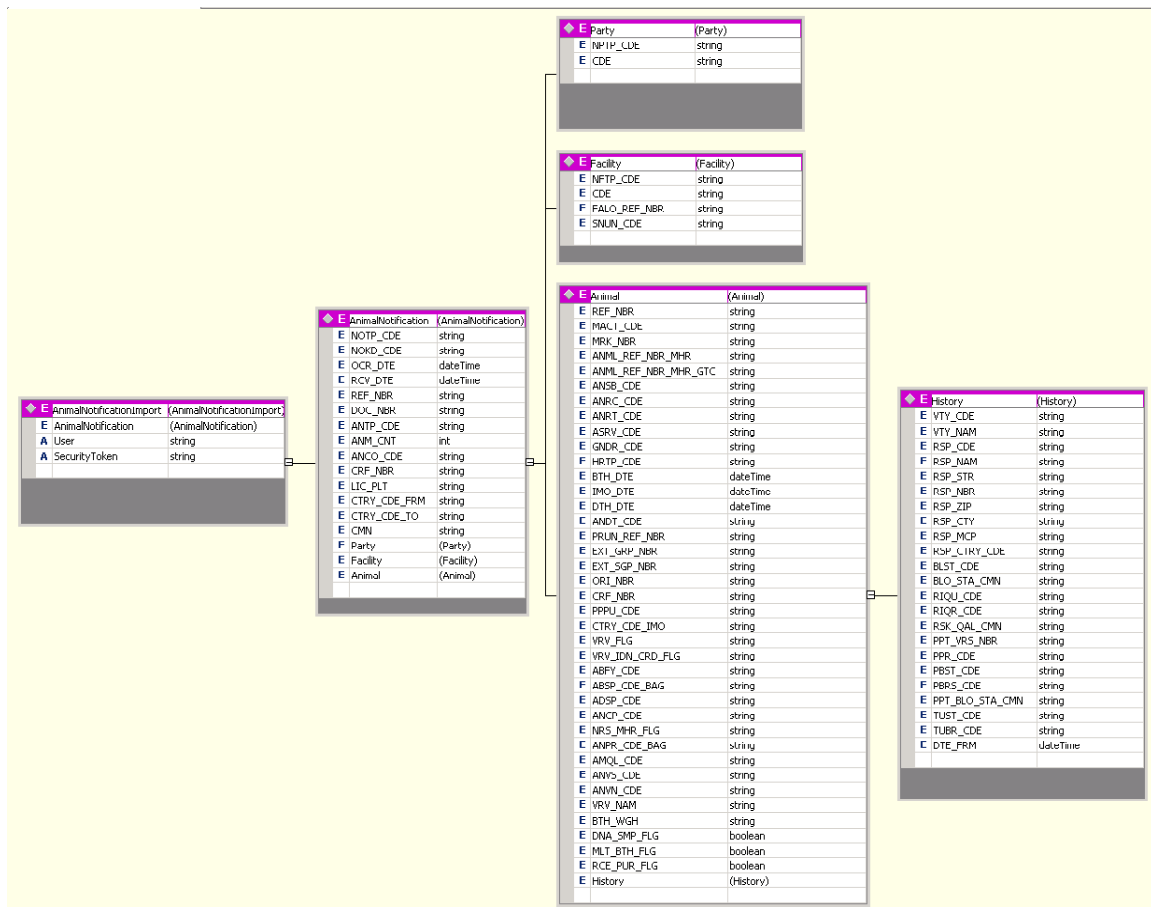 E Party (Party)
E NPTP_CDE string
E CDE string
E Facility (Facility)
E NFTP_CDE string
E CDE string
E FALO_REF_NBR string
E SNUN_CDE string
E Animal (Animal)
E REF_NBR string
E MACT_CDE string
E MRK_NBR string
E ANML_REF_NBR_MHR string
E ANML_REF_NBR_MHR_GTC string
E ANSB_CDE string
E ANRC_CDE string
E ANRT_CDE string
E ASRV_CDE string
E GNDR_CDE string
E HRTP_CDE string
E BTH_DTE dateTime
E IMO_DTE dateTime
E DTH_DTE dateTime
E ANDT_CDE string
E PRUN_REF_NBR string
E EXT_GRP_NBR string
E EXT_SGP_NBR string
E ORI_NBR string
E CRF_NBR string
E PPPU_CDE string
E CTRY_CDE_IMO string
E VRV_FLG string
E VRV_IDN_CRD_FLG string
E ABFY_CDE string
E ABSP_CDE_BAG string
E ADSP_CDE string
E ANCP_CDE string
E NRS_MHR_FLG string
E ANPR_CDE_BAG string
E AMQL_CDE string
E ANVS_CDE string
E ANVN_CDE string
E VRV_NAM string
E BTH_WGH string
E DNA_SMP_FLG boolean
E MLT_BTH_FLG boolean
E RCE_PUR_FLG boolean
E History (History)
E AnimalNotification (AnimalNotification)
E NOTP_CDE string
E NOKD_CDE string
E OCR_DTE dateTime
E RCV_DTE dateTime
E REF_NBR string
E DOC_NBR string
E ANTP_CDE string
E ANM_CNT int
E ANCO_CDE string
E CRF_NBR string
E LIC_PLT string
E CTRY_CDE_FRM string
E CTRY_CDE_TO string
E CMN string
E Party (Party)
E Facility (Facility)
E Animal (Animal)
E AnimalNotificationImport (AnimalNotificationImport)
E AnimalNotification (AnimalNotification)
A User string
A SecurityToken string
E History (History)
E VTY_CDE string
E VTY_NAM string
E RSP_CDE string
E RSP_NAM string
E RSP_STR string
E RSP_NBR string
E RSP_ZIP string
E RSP_CTY string
E RSP_MCP string
E RSP_CTRY_CDE string
E BLST_CDE string
E BLO_STA_CMN string
E RIQU_CDE string
E RIQR_CDE string
E RSK_QAL_CMN string
E PPT_VRS_NBR string
E PPR_CDE string
E PBST_CDE string
E PBRS_CDE string
E PPT_BLO_STA_CMN string
E TUST_CDE string
E TUBR_CDE string
E DTE_FRM dateTime